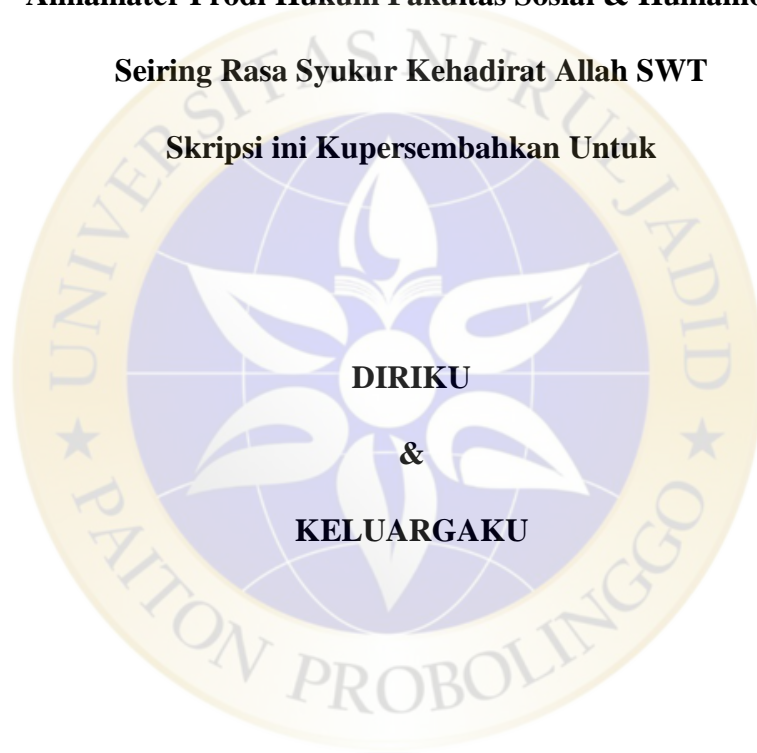 Almamater Prodi Hukum Fakultas Sosial &
Seiring Rasa Syukur Kehadirat Allah SWT
Skripsi ini Kupersembahkan Untuk
DIRIKU
&
KELUARGAKU
UNIVERSITAS NURUL JADID
★ PAITON PROBOLINGGO ★